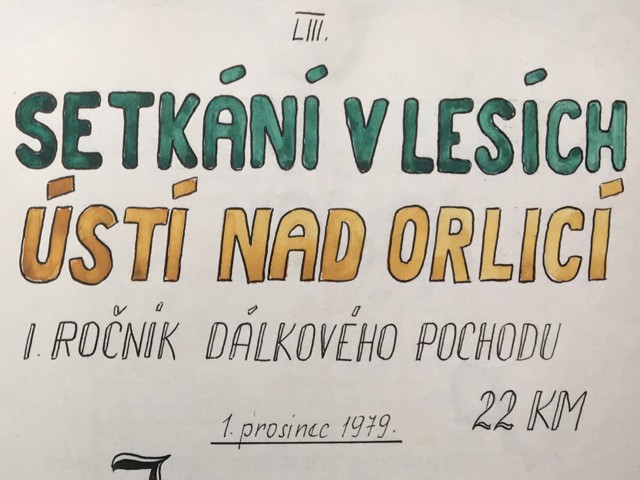 LIII.
SETKÁNÍ V LESÍCH
ÚSTÍ NAD ORLICÍ
I. ROČNÍK DÁLKOVÉHO POCHODU
22 KM
1. prosinec 1979.